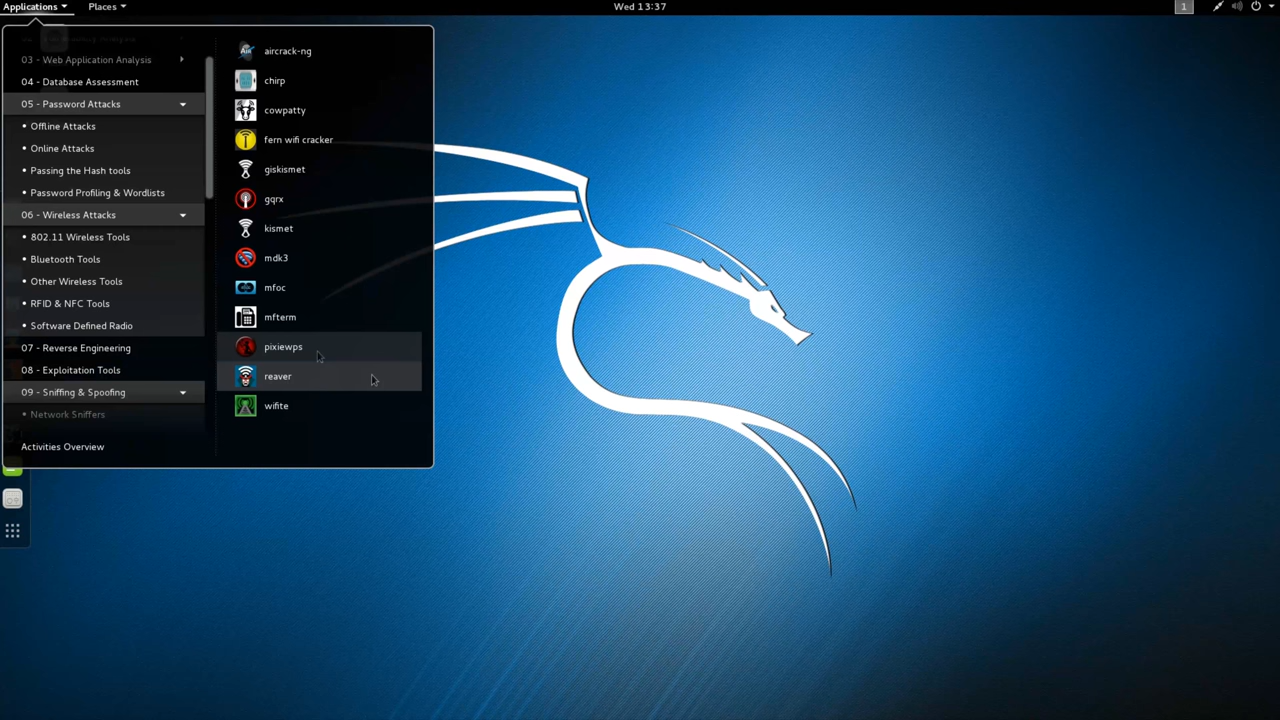 Applications
Places
Wed 13:37
1
03 - Web Application Analysis
04 - Database Assessment
05 - Password Attacks
• Offline Attacks
• Online Attacks
• Passing the Hash tools
• Password Profiling & Wordlists
06 - Wireless Attacks
• 802.11 Wireless Tools
• Bluetooth Tools
• Other Wireless Tools
• RFID & NFC Tools
• Software Defined Radio
07 - Reverse Engineering
08 - Exploitation Tools
09 - Sniffing & Spoofing
• Network Sniffers
Activities Overview
aircrack-ng
chirp
cowpatty
fern wifi cracker
giskismet
gqrx
kismet
mdk3
mfoc
mfterm
pixiewps
reaver
wifite